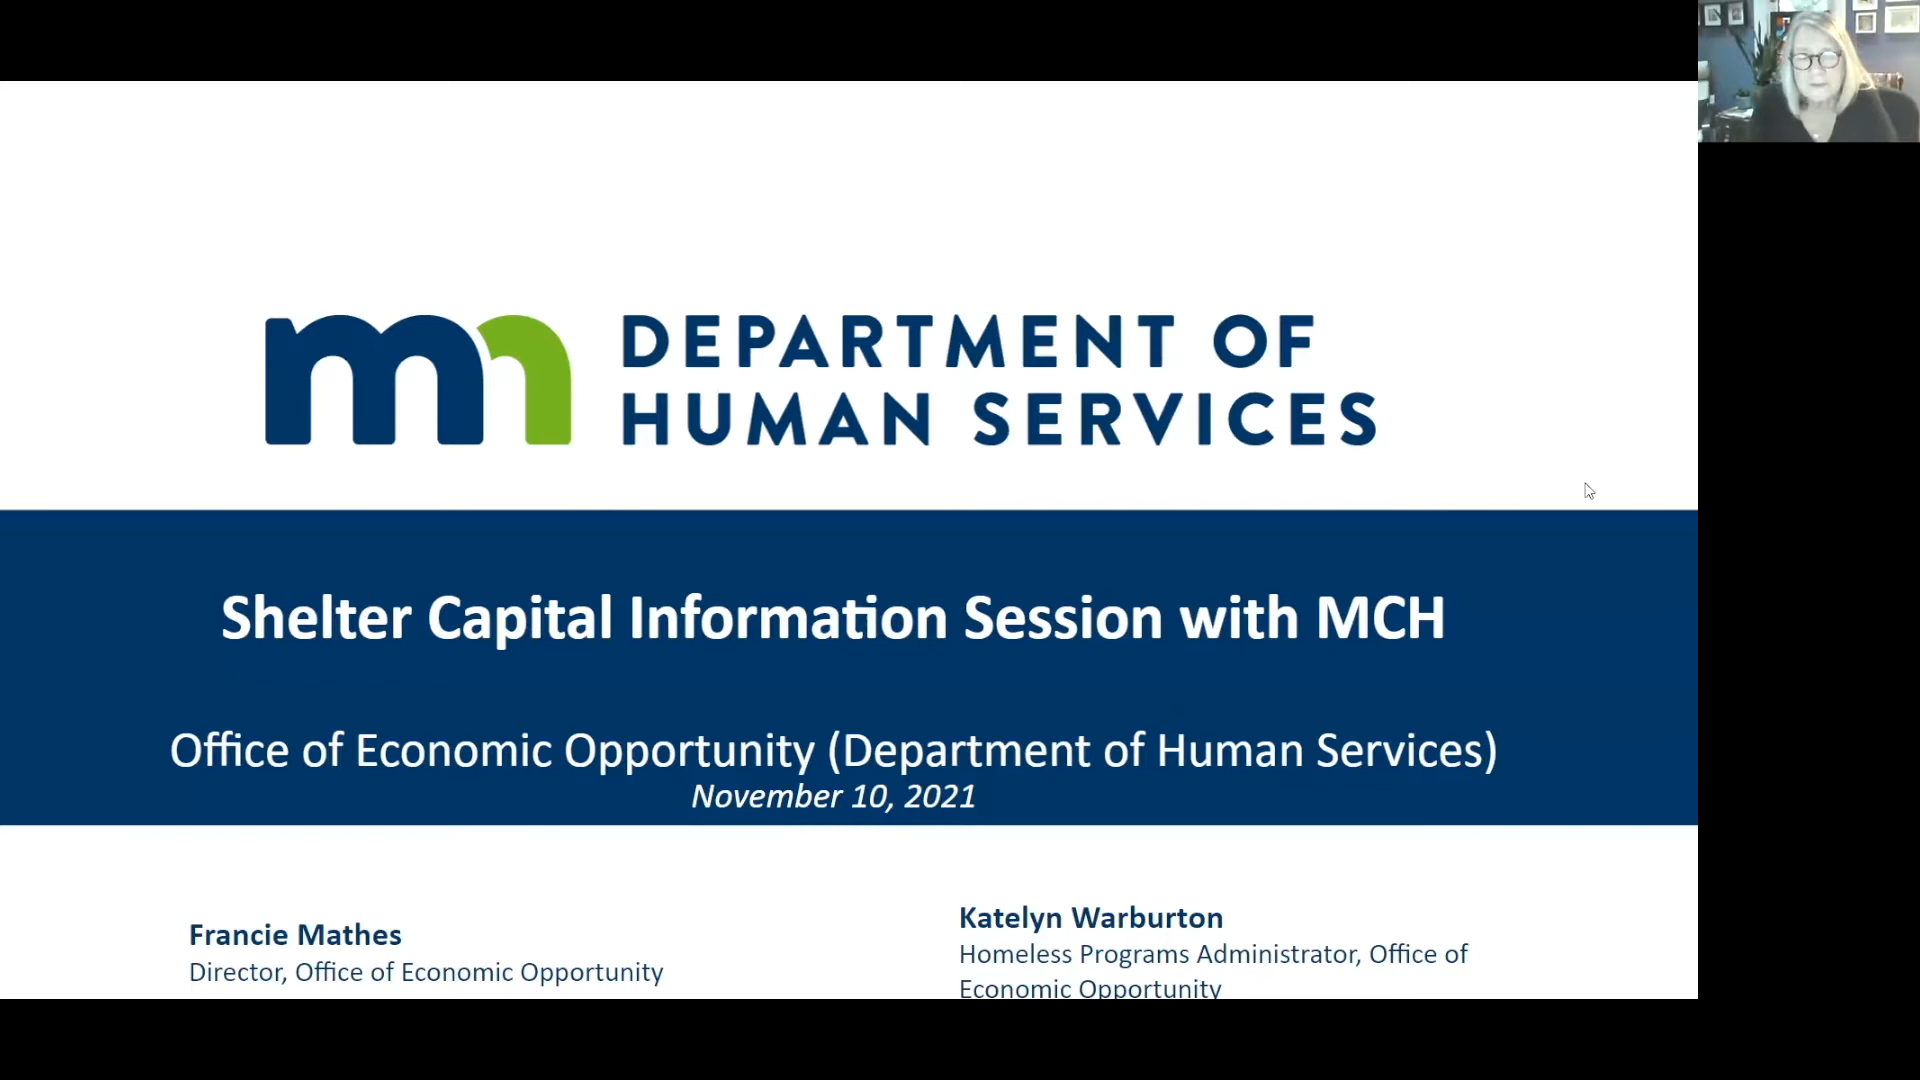 mn DEPARTMENT OF
HUMAN SERVICES
Shelter Capital Information Session with MCH
Office of Economic Opportunity (Department of Human Services)
November 10, 2021
Francie Mathes
Director, Office of Economic Opportunity
Katelyn Warburton
Homeless Programs Administrator, Office of
Economic Opportunity